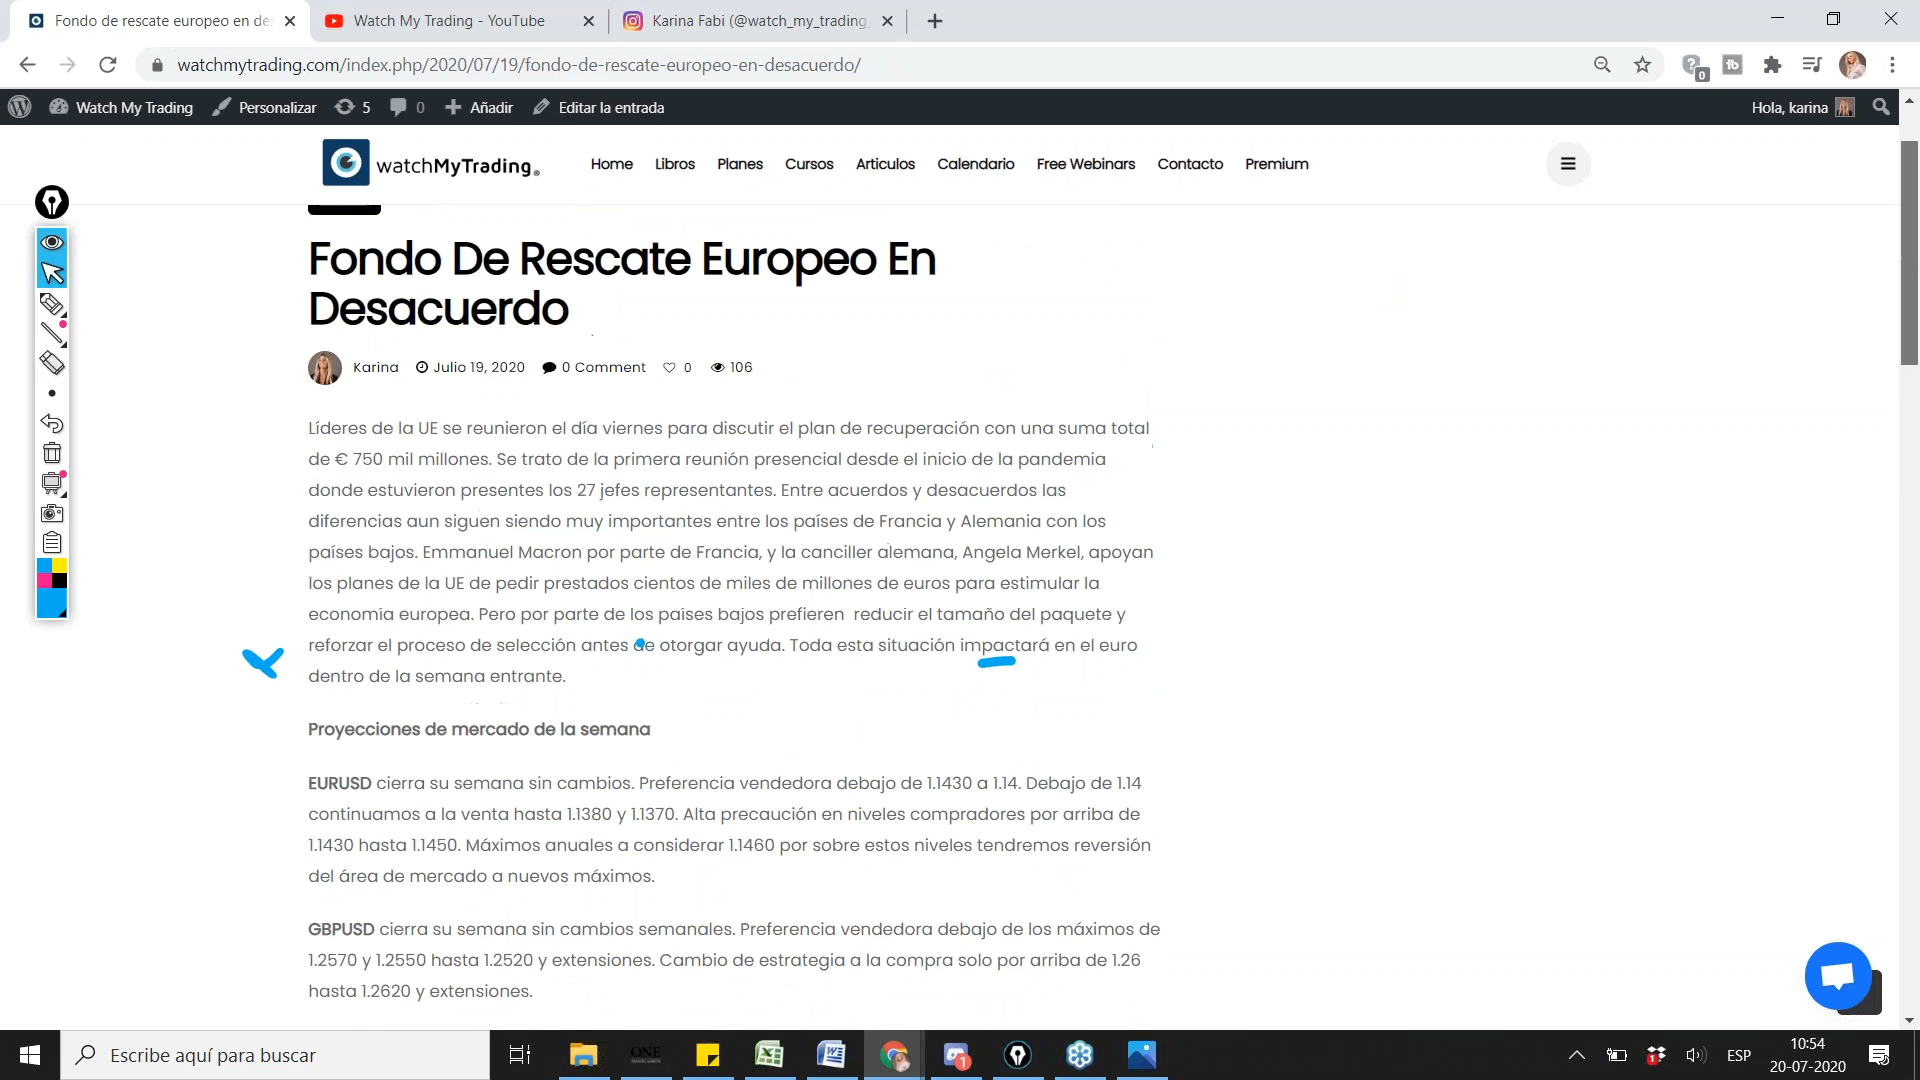 Fondo de rescate europeo en de
Watch My Trading - YouTube
Karina Fabi (@watch_my_trading
watchmytrading.com/index.php/2020/07/19/fondo-de-rescate-europeo-en-desacuerdo/
0
Watch My Trading
Personalizar
5
0
Añadir
Editar la entrada
Hola, karina
watchMyTrading®
Home
Libros
Planes
Cursos
Articulos
Calendario
Free Webinars
Contacto
Premium
Fondo De Rescate Europeo En
Desacuerdo
Karina
Julio 19, 2020
0 Comment
0
106
Líderes de la UE se reunieron el día viernes para discutir el plan de recuperación con una suma total
de € 750 mil millones. Se trato de la primera reunión presencial desde el inicio de la pandemia
donde estuvieron presentes los 27 jefes representantes. Entre acuerdos y desacuerdos las
diferencias aun siguen siendo muy importantes entre los países de Francia y Alemania con los
países bajos. Emmanuel Macron por parte de Francia, y la canciller alemana, Angela Merkel, apoyan
los planes de la UE de pedir prestados cientos de miles de millones de euros para estimular la
economía europea. Pero por parte de los países bajos prefieren  reducir el tamaño del paquete y
reforzar el proceso de selección antes de otorgar ayuda. Toda esta situación impactará en el euro
dentro de la semana entrante.
Proyecciones de mercado de la semana
EURUSD cierra su semana sin cambios. Preferencia vendedora debajo de 1.1430 a 1.14. Debajo de 1.14
continuamos a la venta hasta 1.1380 y 1.1370. Alta precaución en niveles compradores por arriba de
1.1430 hasta 1.1450. Máximos anuales a considerar 1.1460 por sobre estos niveles tendremos reversión
del área de mercado a nuevos máximos.
GBPUSD cierra su semana sin cambios semanales. Preferencia vendedora debajo de los máximos de
1.2570 y 1.2550 hasta 1.2520 y extensiones. Cambio de estrategia a la compra solo por arriba de 1.26
hasta 1.2620 y extensiones.
Escribe aquí para buscar
ONE
1
1
ESP
10:54
20-07-2020